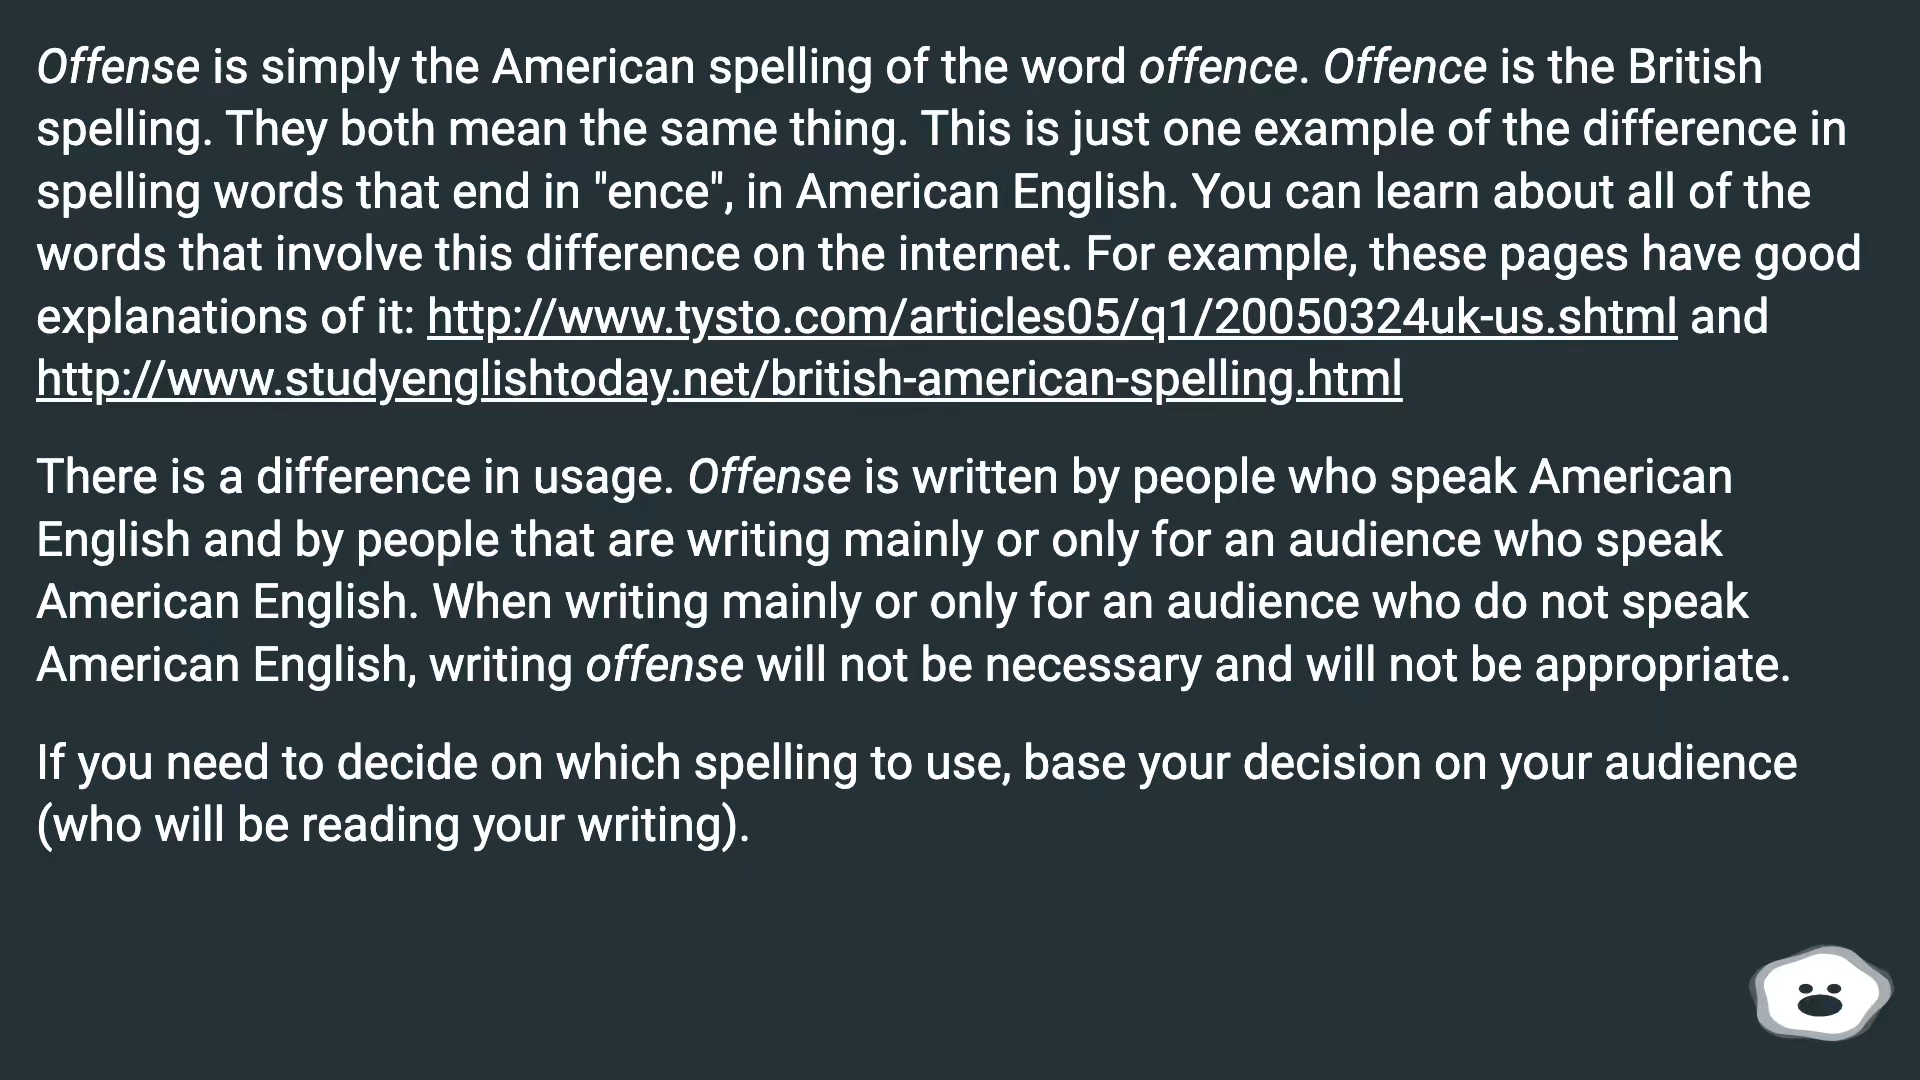 Offense is simply the American spelling of the word offence. Offence is the British
spelling. They both mean the same thing. This is just one example of the difference in
spelling words that end in "ence", in American English. You can learn about all of the
words that involve this difference on the internet. For example, these pages have good
explanations of it: http://www.tysto.com/articles05/q1/20050324uk-us.shtml and
http://www.studyenglishtoday.net/british-american-spelling.html
There is a difference in usage. Offense is written by people who speak American
English and by people that are writing mainly or only for an audience who speak
American English. When writing mainly or only for an audience who do not speak
American English, writing offense will not be necessary and will not be appropriate.
If you need to decide on which spelling to use, base your decision on your audience
(who will be reading your writing).